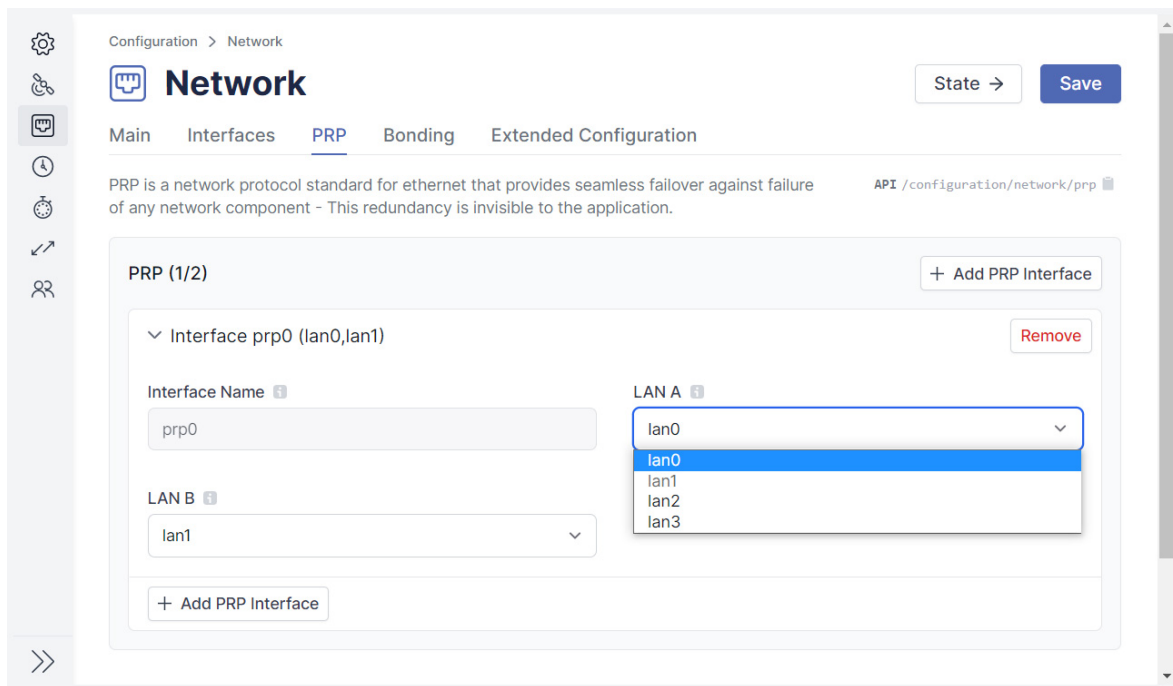 Configuration > Network
Network
State →
Save
Main
Interfaces
PRP
Bonding
Extended Configuration
PRP is a network protocol standard for ethernet that provides seamless failover against failure
of any network component - This redundancy is invisible to the application.
API /configuration/network/prp
PRP (1/2)
+ Add PRP Interface
Interface prp0 (lan0,lan1)
Remove
Interface Name
prp0
LAN A
lan0
lan0
lan1
lan2
lan3
LAN B
lan1
+ Add PRP Interface